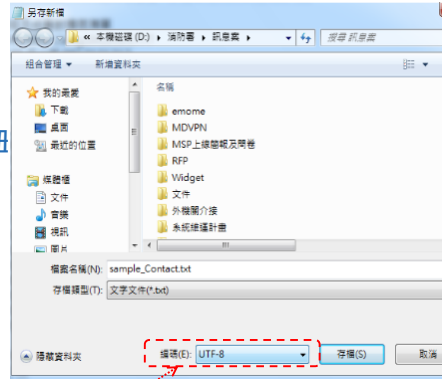 另存新檔
« 本機磁碟 (D:) ▸ 消防署 ▸ 訊息案 ▸
搜尋 訊息案
組合管理 ▼ 新增資料夾
我的最愛
下載
桌面
最近的位置
媒體櫃
文件
音樂
視訊
圖片
名稱
emome
MDVPN
MSP上線簡報及問卷
RFP
Widget
文件
外機關介接
系統維運計畫
冊
檔案名稱(N): sample_Contact.txt
存檔類型(T): 文字文件(*.txt)
隱藏資料夾
編碼(E): UTF-8
存檔(S)
取消